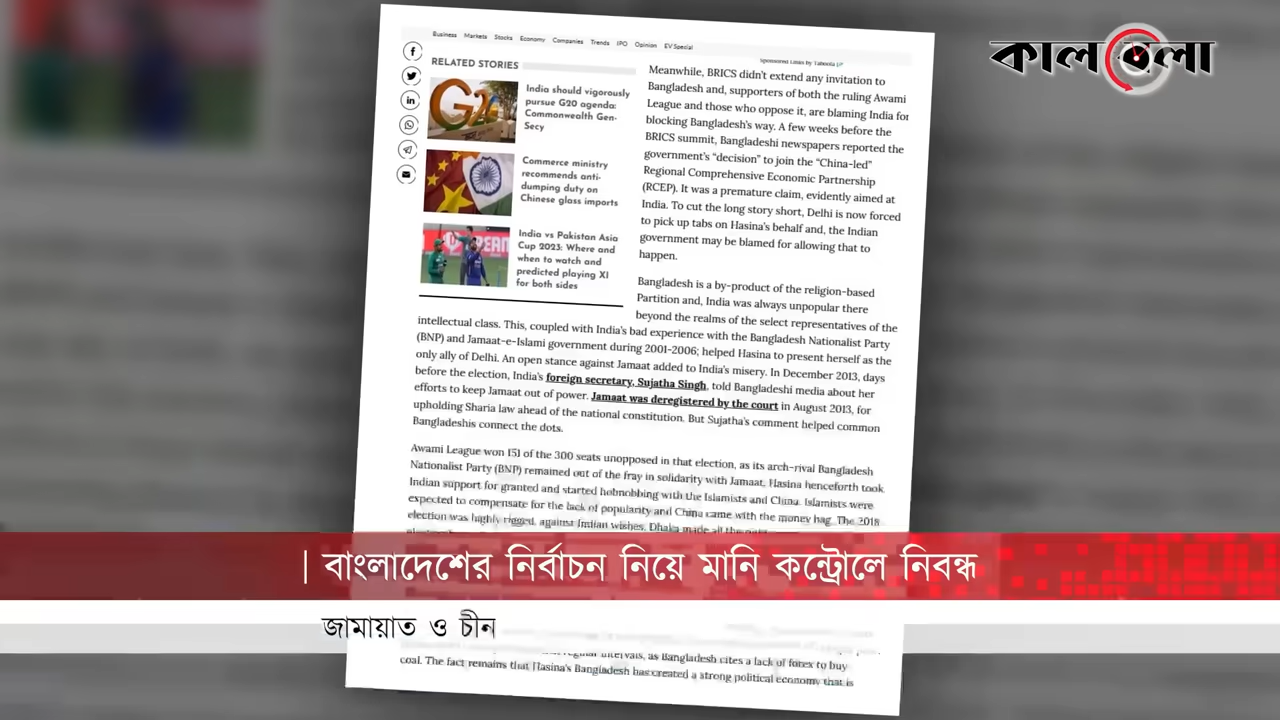 কালবেলা
Business Markets Stocks Economy Companies Trends IPO Opinion EV Special
RELATED STORIES
India should vigorously
pursue G20 agenda:
Commonwealth Gen-
Secy
Commerce ministry
recommends anti-
dumping duty on
Chinese glass imports
India vs Pakistan Asia
Cup 2023: Where and
when to watch and
predicted playing XI
for both sides
Sponsored Links by Taboola
Meanwhile, BRICS didn't extend any invitation to
Bangladesh and, supporters of both the ruling Awami
League and those who oppose it, are blaming India for
blocking Bangladesh's way. A few weeks before the
BRICS summit, Bangladeshi newspapers reported the
government's "decision" to join the "China-led"
Regional Comprehensive Economic Partnership
(RCEP). It was a premature claim, evidently aimed at
India. To cut the long story short, Delhi is now forced
to pick up tabs on Hasina's behalf and, the Indian
government may be blamed for allowing that to
happen.
Bangladesh is a by-product of the religion-based
Partition and, India was always unpopular there
beyond the realms of the select representatives of the
intellectual class. This, coupled with India's bad experience with the Bangladesh Nationalist Party
(BNP) and Jamaat-e-Islami government during 2001-2006; helped Hasina to present herself as the
only ally of Delhi. An open stance against Jamaat added to India's misery. In December 2013, days
before the election, India's foreign secretary, Sujatha Singh, told Bangladeshi media about her
efforts to keep Jamaat out of power. Jamaat was deregistered by the court in August 2013, for
upholding Sharia law ahead of the national constitution. But Sujatha's comment helped common
Bangladeshis connect the dots.
Awami League won 151 of the 300 seats unopposed in that election, as its arch-rival Bangladesh
Nationalist Party (BNP) remained out of the fray in solidarity with Jamaat. Hasina henceforth took
Indian support for granted and started hobnobbing with the Islamists and China. Islamists were
expected to compensate for the lack of popularity and China came with the money bag. The 2018
election was highly rigged, against Indian wishes. Dhaka made all the
বাংলাদেশের নির্বাচন নিয়ে মানি কন্ট্রোলে নিবন্ধ
জামায়াত ও চীন
regular intervals, as Bangladesh cites a lack of forex to buy
coal. The fact remains that Hasina's Bangladesh has created a strong political economy that is